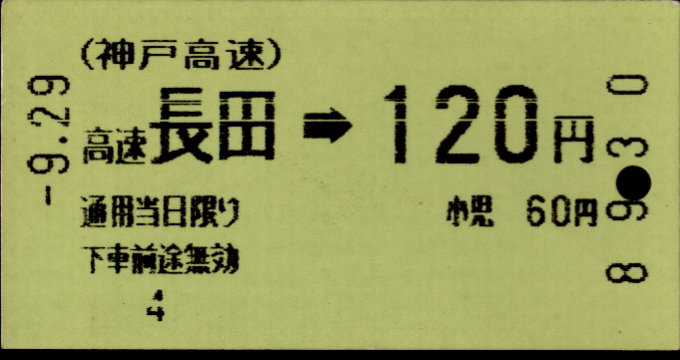 (神戸高速)
高速長田 ➡ 120円
通用当日限り 小児 60円
下車前途無効
4
-9.29
8930